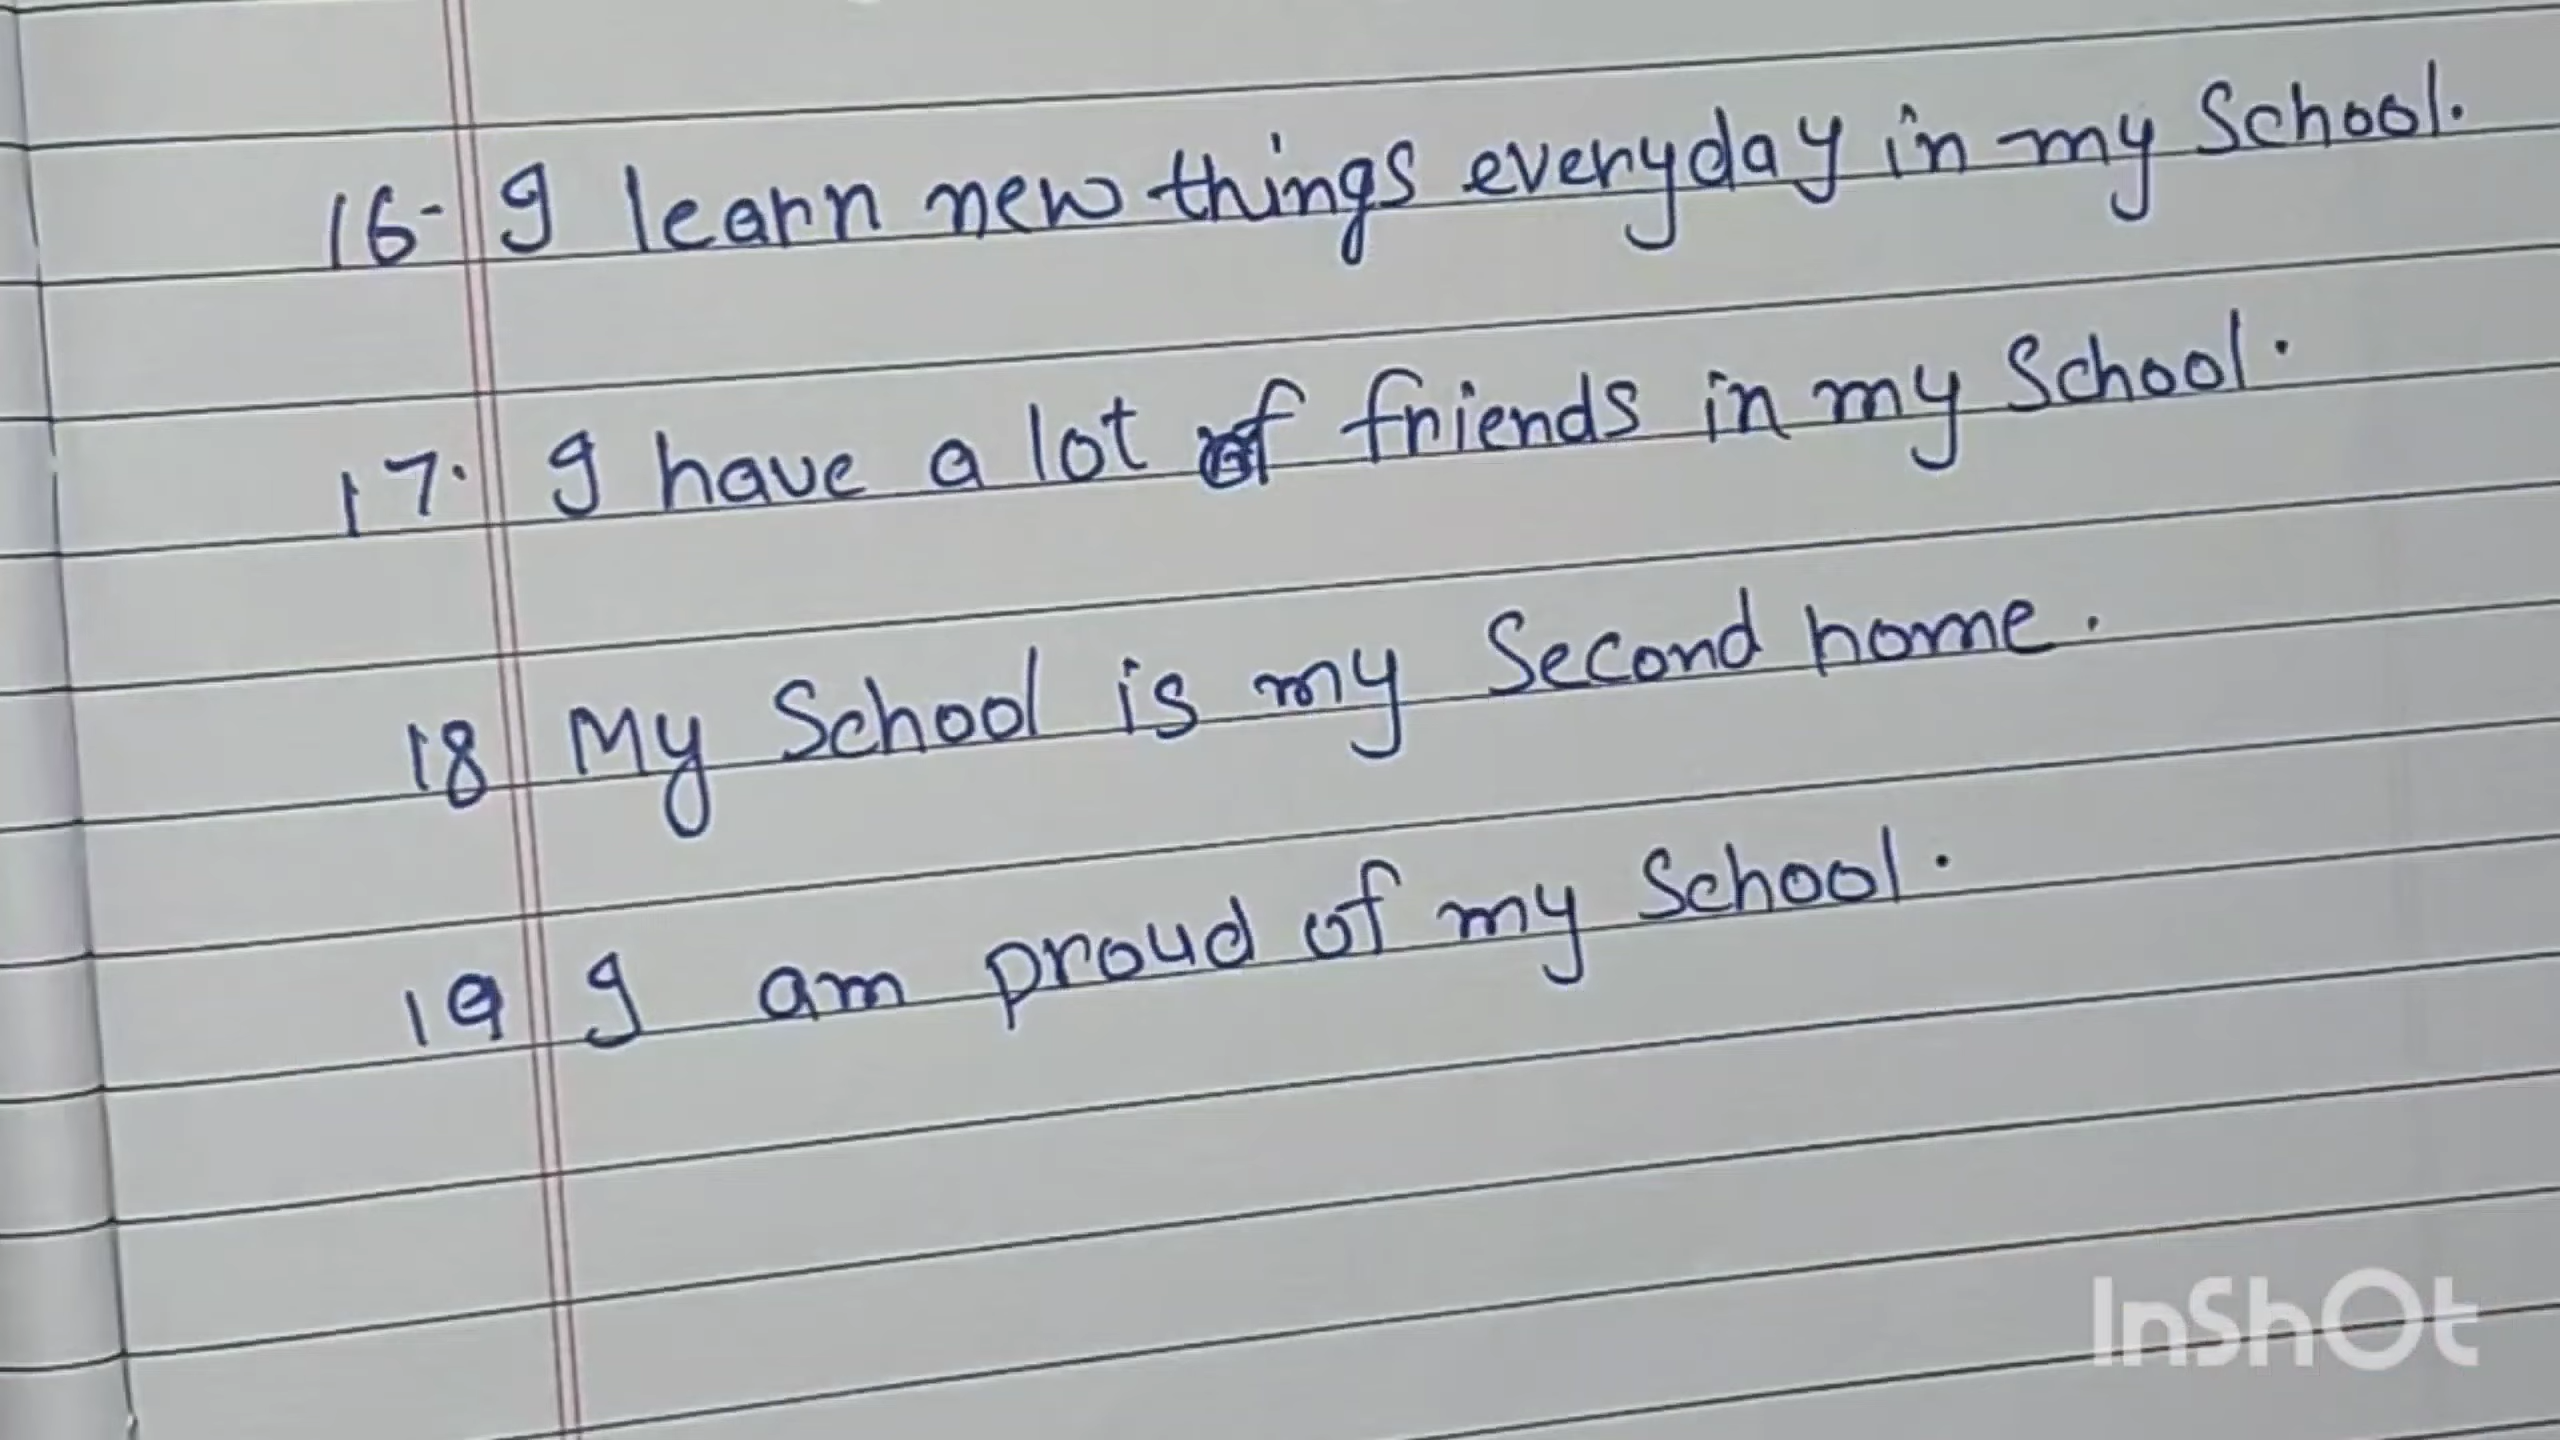 16- I learn new things everyday in my School.
17. I have a lot of friends in my School.
18 My School is my Second home.
19 I am proud of my School.
InShOt